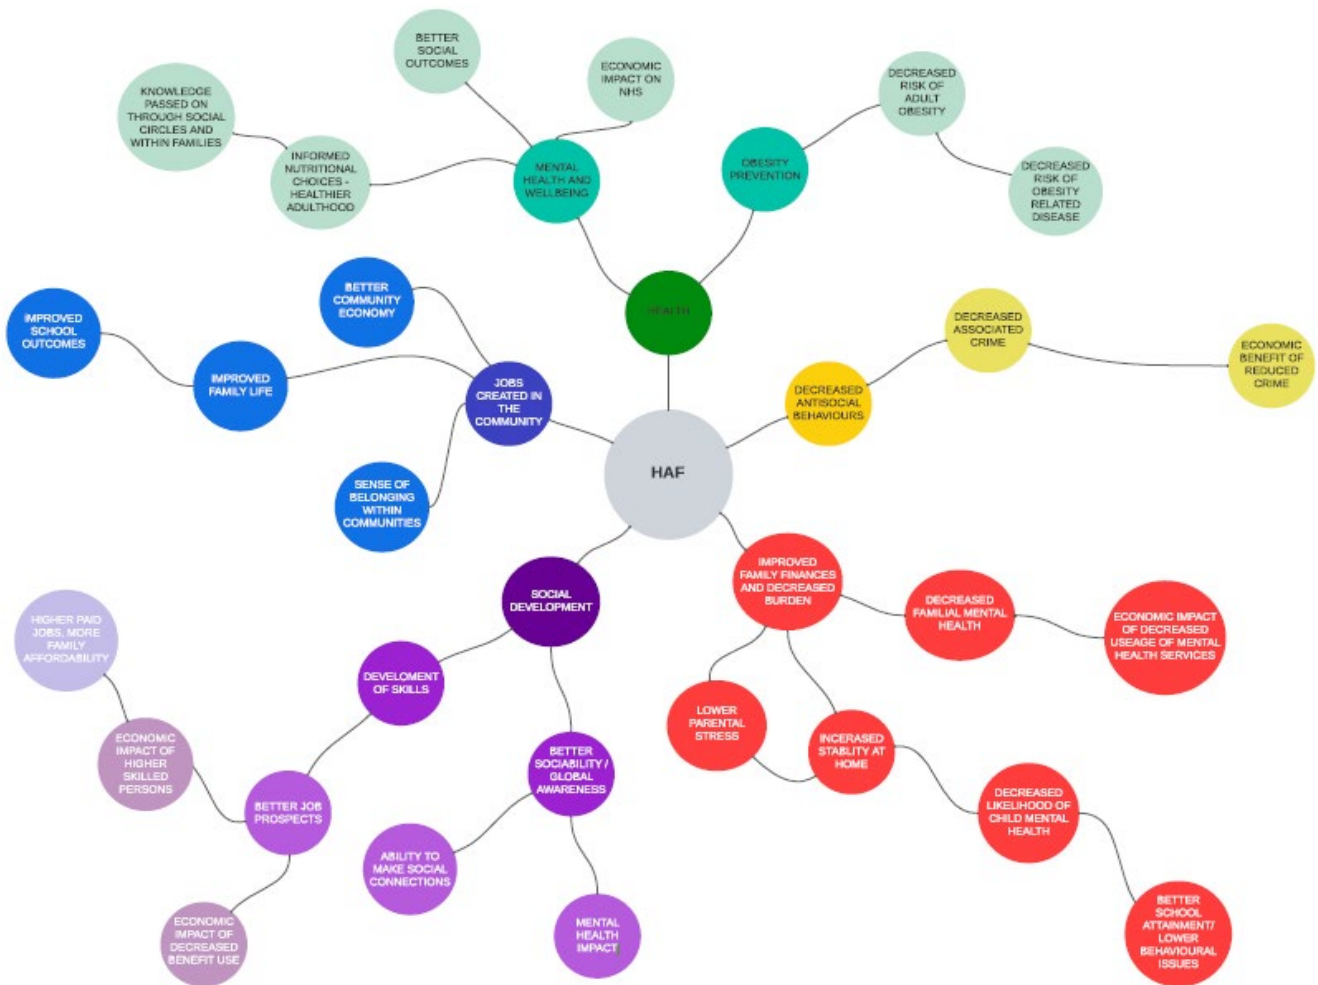 BETTER
SOCIAL
OUTCOMES
ECONOMIC
IMPACT ON
NHS
DECREASED
RISK OF
ADULT
OBESITY
KNOWLEDGE
PASSED ON
THROUGH SOCIAL
CIRCLES AND
WITHIN FAMILIES
INFORMED
NUTRITIONAL
CHOICES -
HEALTHIER
ADULTHOOD
MENTAL
HEALTH AND
WELLBEING
OBESITY
PREVENTION
DECREASED
RISK OF
OBESITY
RELATED
DISEASE
HEALTH
BETTER
COMMUNITY
ECONOMY
IMPROVED
SCHOOL
OUTCOMES
IMPROVED
FAMILY LIFE
JOBS
CREATED IN
THE
COMMUNITY
SENSE OF
BELONGING
WITHIN
COMMUNITIES
DECREASED
ANTISOCIAL
BEHAVIOURS
DECREASED
ASSOCIATED
CRIME
ECONOMIC
BENEFIT OF
REDUCED
CRIME
HAF
SOCIAL
DEVELOPMENT
IMPROVED
FAMILY FINANCES
AND DECREASED
BURDEN
DECREASED
FAMILIAL MENTAL
HEALTH
ECONOMIC IMPACT
OF DECREASED
USEAGE OF MENTAL
HEALTH SERVICES
HIGHER PAID
JOBS, MORE
FAMILY
AFFORDABILITY
DEVELOMENT
OF SKILLS
LOWER
PARENTAL
STRESS
INCERASED
STABLITY AT
HOME
ECONOMIC
IMPACT OF
HIGHER
SKILLED
PERSONS
BETTER
SOCIABILITY /
GLOBAL
AWARENESS
BETTER JOB
PROSPECTS
DECREASED
LIKELIHOOD OF
CHILD MENTAL
HEALTH
ABILITY TO
MAKE SOCIAL
CONNECTIONS
ECONOMIC
IMPACT OF
DECREASED
BENEFIT USE
MENTAL
HEALTH
IMPACT
BETTER
SCHOOL
ATTAINMENT/
LOWER
BEHAVIOURAL
ISSUES